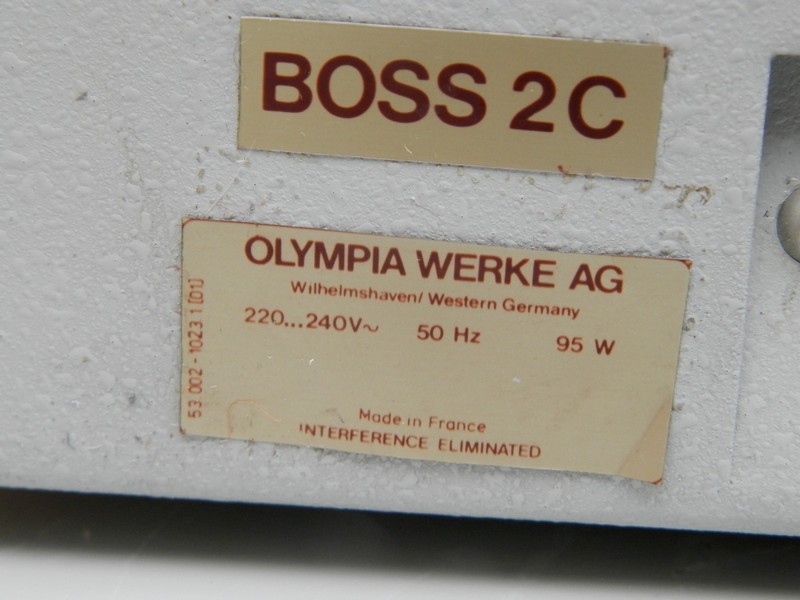 BOSS 2C
OLYMPIA WERKE AG
Wilhelmshaven/ Western Germany
220...240V~ 50 Hz 95 W
53.002-1023 1 [01]
Made in France
INTERFERENCE ELIMINATED